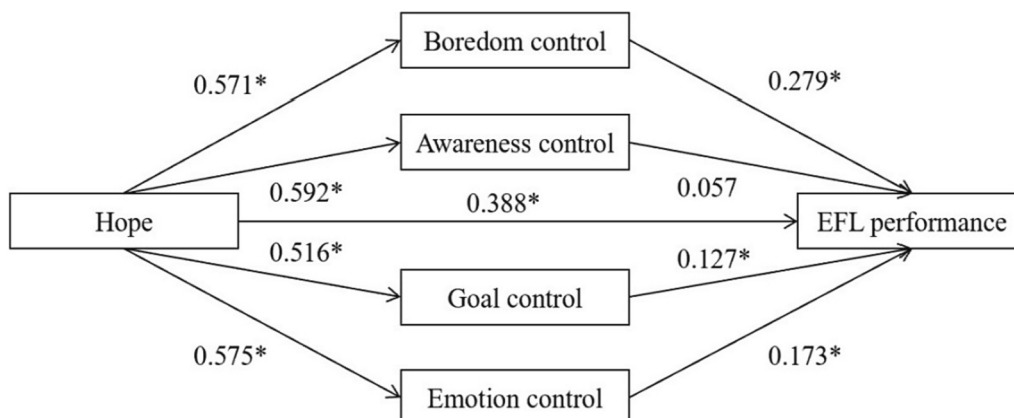 Boredom control
0.571*
0.279*
Awareness control
0.592*
0.388*
0.057
Hope
EFL performance
0.516*
0.127*
Goal control
0.575*
0.173*
Emotion control